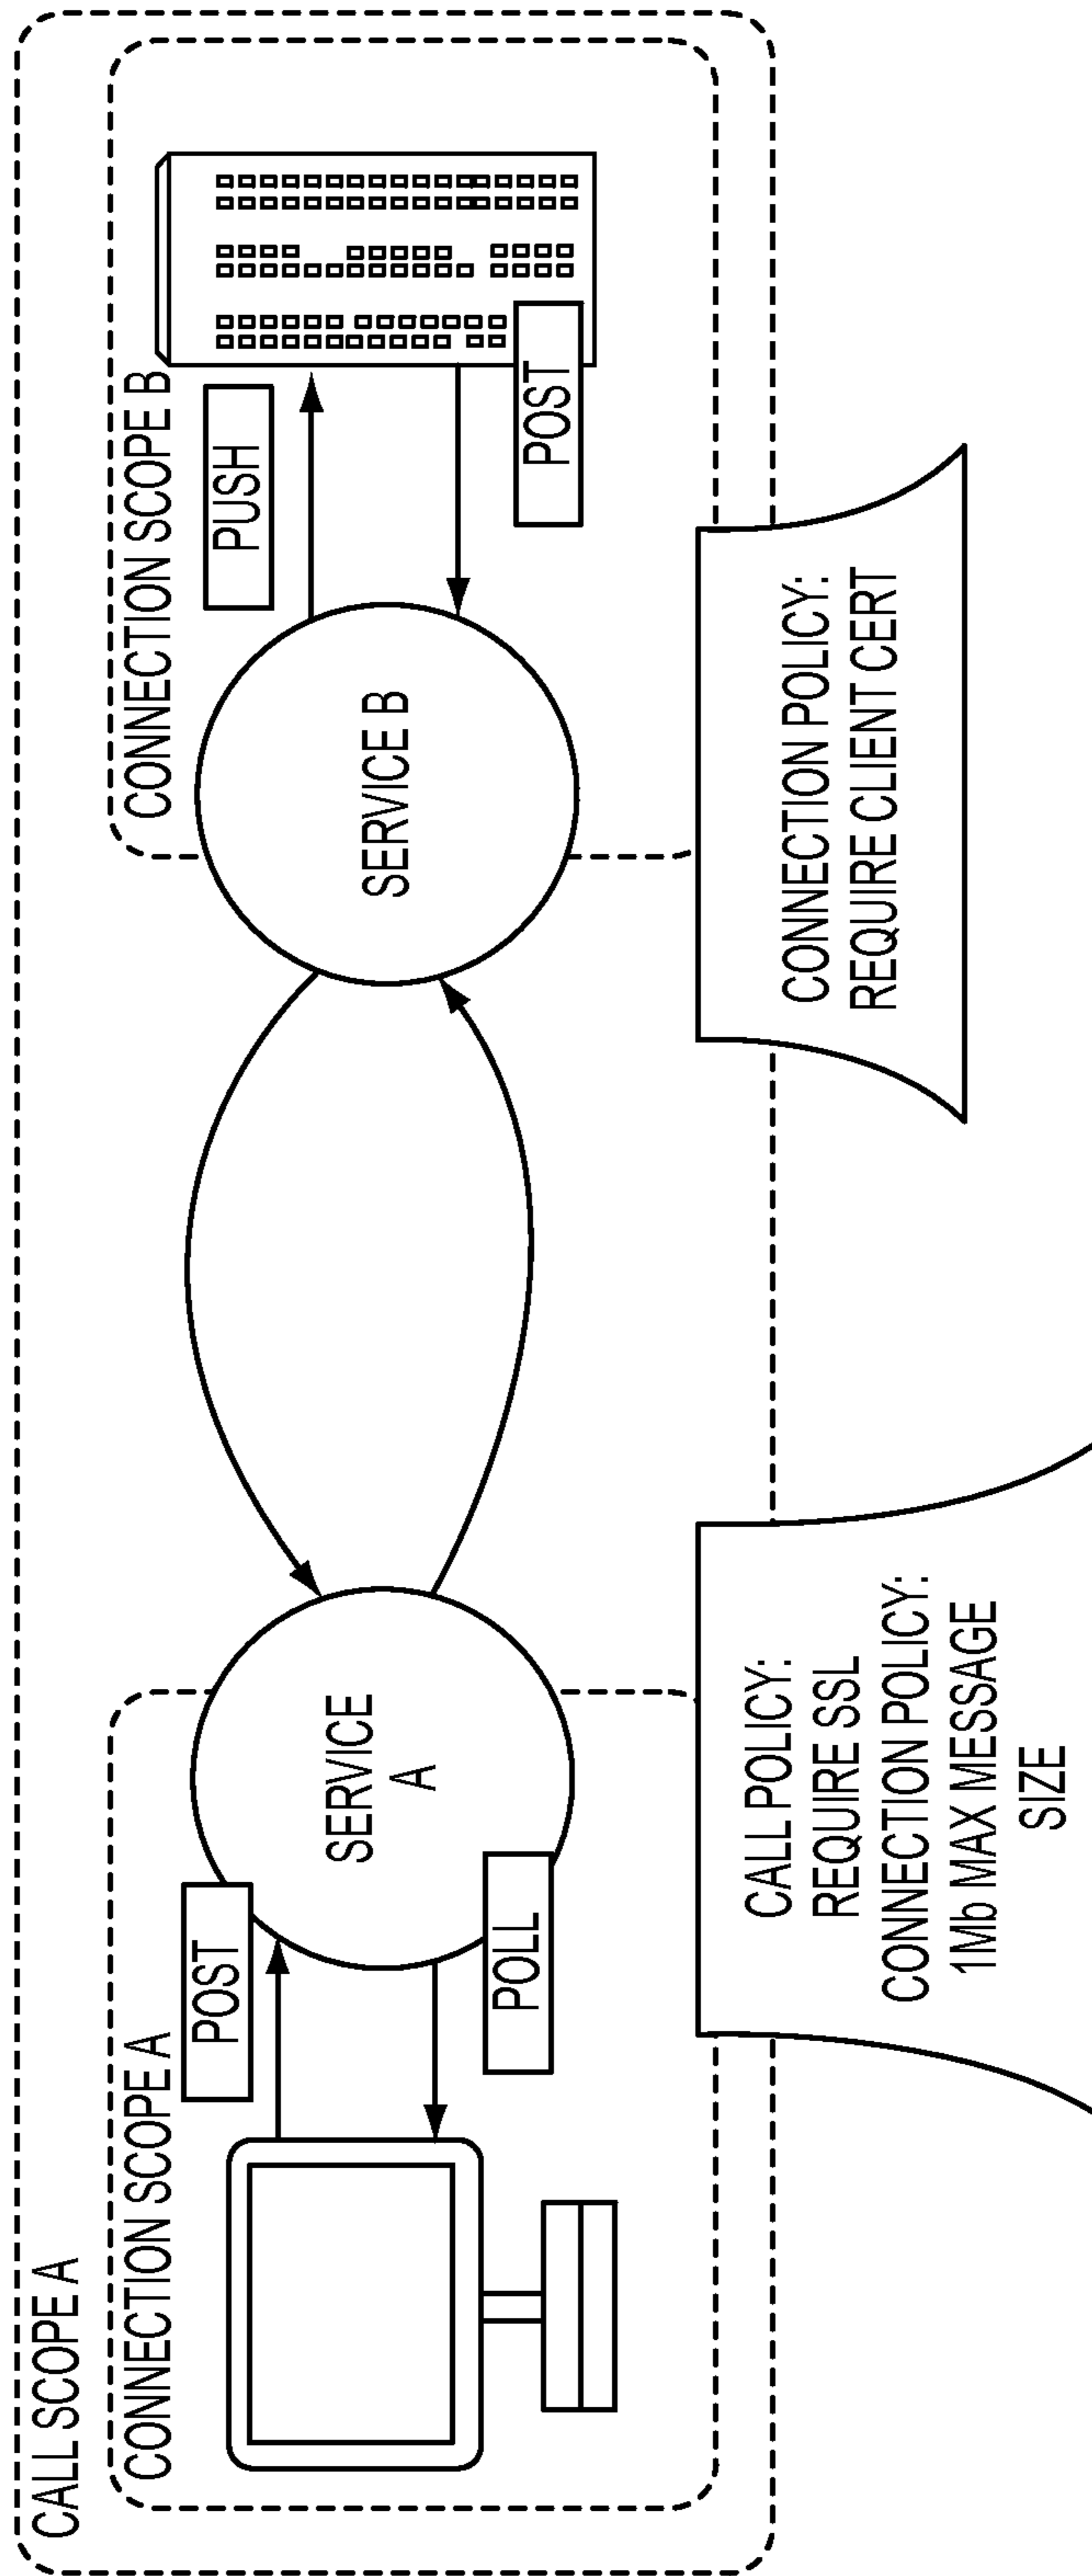 CALL SCOPE A
CONNECTION SCOPE A
CONNECTION SCOPE B
POST
PUSH
SERVICE
A
SERVICE B
POLL
POST
CALL POLICY:
REQUIRE SSL
CONNECTION POLICY:
1Mb MAX MESSAGE
SIZE
CONNECTION POLICY:
REQUIRE CLIENT CERT